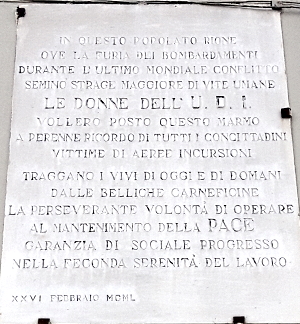 IN QUESTO POPOLATO RIONE
OVE LA FURIA DEI BOMBARDAMENTI
DURANTE L'ULTIMO MONDIALE CONFLITTO
SEMINÒ STRAGE MAGGIORE DI VITE UMANE
LE DONNE DELL'U.D.I.
VOLLERO POSTO QUESTO MARMO
A PERENNE RICORDO DI TUTTI I CONCITTADINI
VITTIME DI AEREE INCURSIONI
TRAGGANO I VIVI DI OGGI E DI DOMANI
DALLE BELLICHE CARNEFICINE
LA PERSEVERANTE VOLONTÀ DI OPERARE
AL MANTENIMENTO DELLA PACE
GARANZIA DI SOCIALE PROGRESSO
NELLA FECONDA SERENITÀ DEL LAVORO
XXVI FEBBRAIO MCML